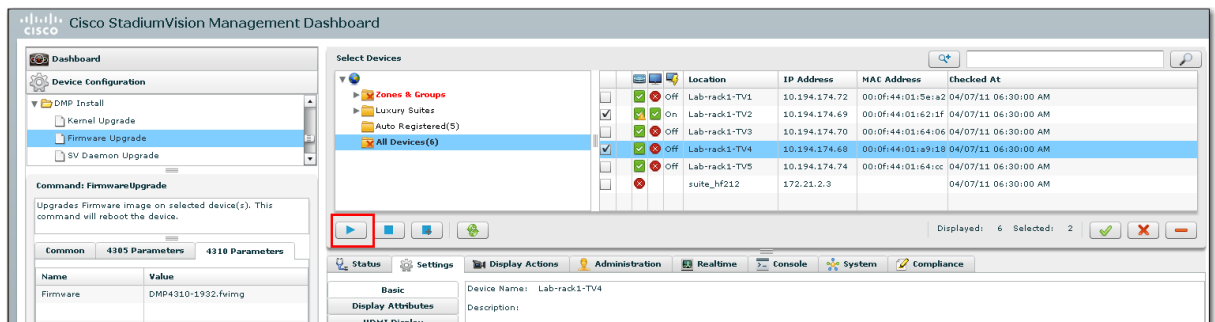 CISCO
Cisco StadiumVision Management Dashboard
Dashboard
Device Configuration
DMP Install
Kernel Upgrade
Firmware Upgrade
SV Daemon Upgrade
Command: FirmwareUpgrade
Upgrades Firmware image on selected device(s). This
command will reboot the device.
Common 4305 Parameters 4310 Parameters
Name Value
Firmware DMP4310-1932.fwimg
Select Devices
Zones & Groups
Luxury Suites
Auto Registered(5)
All Devices(6)
Location IP Address MAC Address Checked At
Off Lab-rack1-TV1 10.194.174.72 00:0f:44:01:5e:a2 04/07/11 06:30:00 AM
On Lab-rack1-TV2 10.194.174.69 00:0f:44:01:62:1f 04/07/11 06:30:00 AM
Off Lab-rack1-TV3 10.194.174.70 00:0f:44:01:64:06 04/07/11 06:30:00 AM
Off Lab-rack1-TV4 10.194.174.68 00:0f:44:01:a9:18 04/07/11 06:30:00 AM
Off Lab-rack1-TV5 10.194.174.74 00:0f:44:01:64:cc 04/07/11 06:30:00 AM
suite_hf212 172.21.2.3 04/07/11 06:30:00 AM
Displayed: 6 Selected: 2
Status Settings Display Actions Administration Realtime Console System Compliance
Basic
Display Attributes
HDMI Display
Device Name: Lab-rack1-TV4
Description: